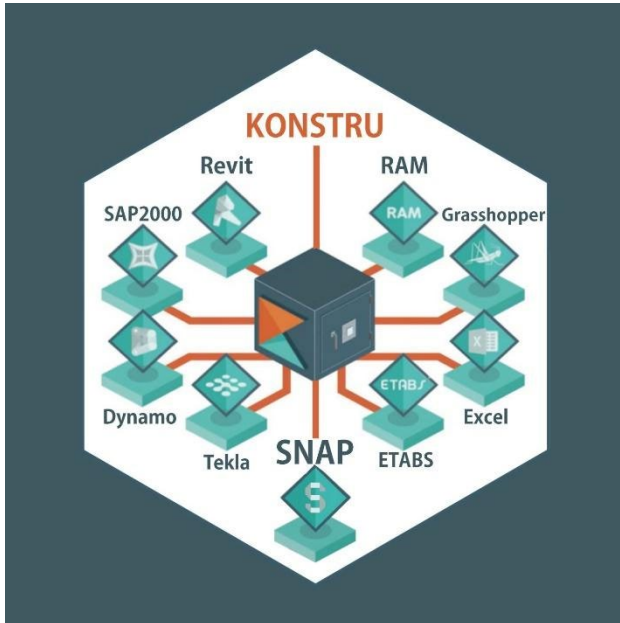 KONSTRU
Revit
RAM
SAP2000
RAM
Grasshopper
X
ETABS
Dynamo
Excel
Tekla
SNAP
ETABS
S